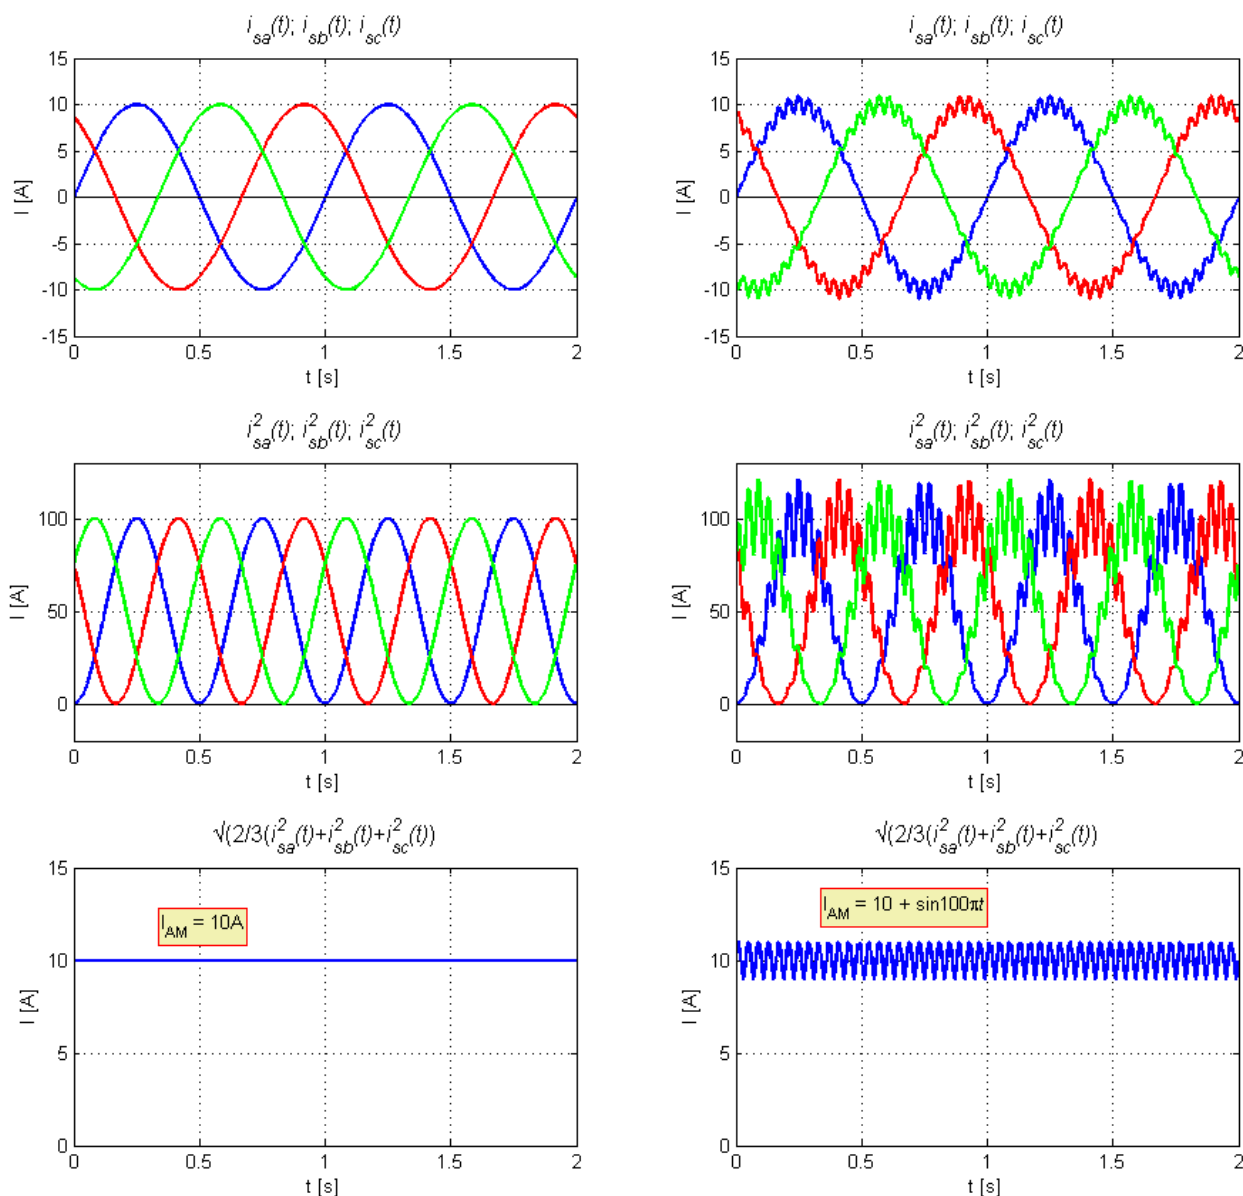 i_sa(t); i_sb(t); i_sc(t)
15
10
5
0
-5
-10
-15
I [A]
0 0.5 1 1.5 2
t [s]
i_sa(t); i_sb(t); i_sc(t)
15
10
5
0
-5
-10
-15
I [A]
0 0.5 1 1.5 2
t [s]
i²_sa(t); i²_sb(t); i²_sc(t)
100
50
0
I [A]
0 0.5 1 1.5 2
t [s]
i²_sa(t); i²_sb(t); i²_sc(t)
100
50
0
I [A]
0 0.5 1 1.5 2
t [s]
√(2/3(i²_sa(t)+i²_sb(t)+i²_sc(t))
15
10
5
0
I [A]
I_AM = 10A
0 0.5 1 1.5 2
t [s]
√(2/3(i²_sa(t)+i²_sb(t)+i²_sc(t))
15
10
5
0
I [A]
I_AM = 10 + sin100πt
0 0.5 1 1.5 2
t [s]